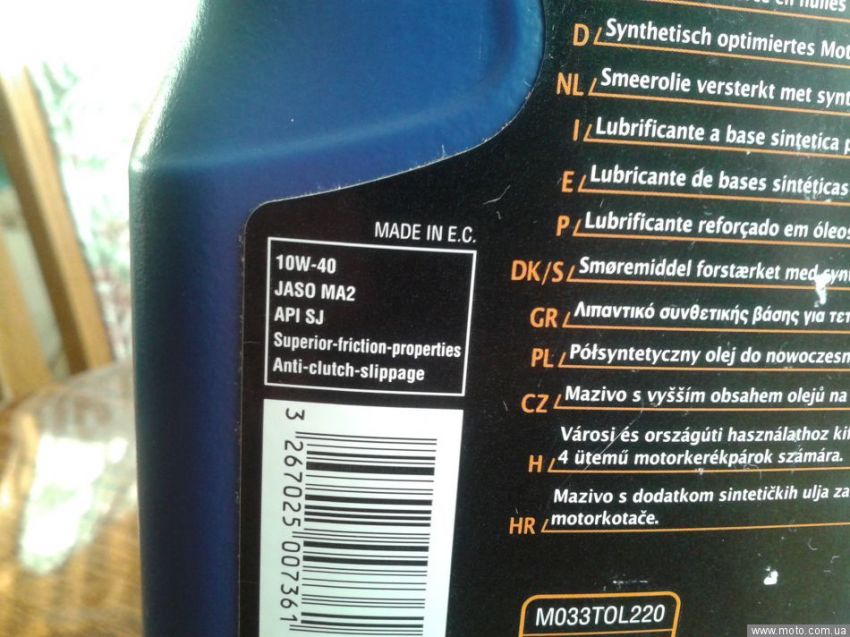 en huiles
D Synthetisch optimiertes
NL Smeerolie versterkt met
I Lubrificante a base sintetica
E Lubricante de bases sintéticas
P Lubrificante reforçado em
MADE IN E.C.
DK/S Smøremiddel forstærket med
10W-40
JASO MA2
API SJ
Superior-friction-properties
Anti-clutch-slippage
GR Λιπαντικό συνθετικής βάσης για
PL Półsyntetyczny olej do
CZ Mazivo s vyšším obsahem olejů na
H Városi és országúti használathoz
4 ütemű motorkerékpárok számára.
HR Mazivo s dodatkom sintetičkih ulja za
motorkotače.
3 267025 007361
M033TOL220
www.moto.com.ua